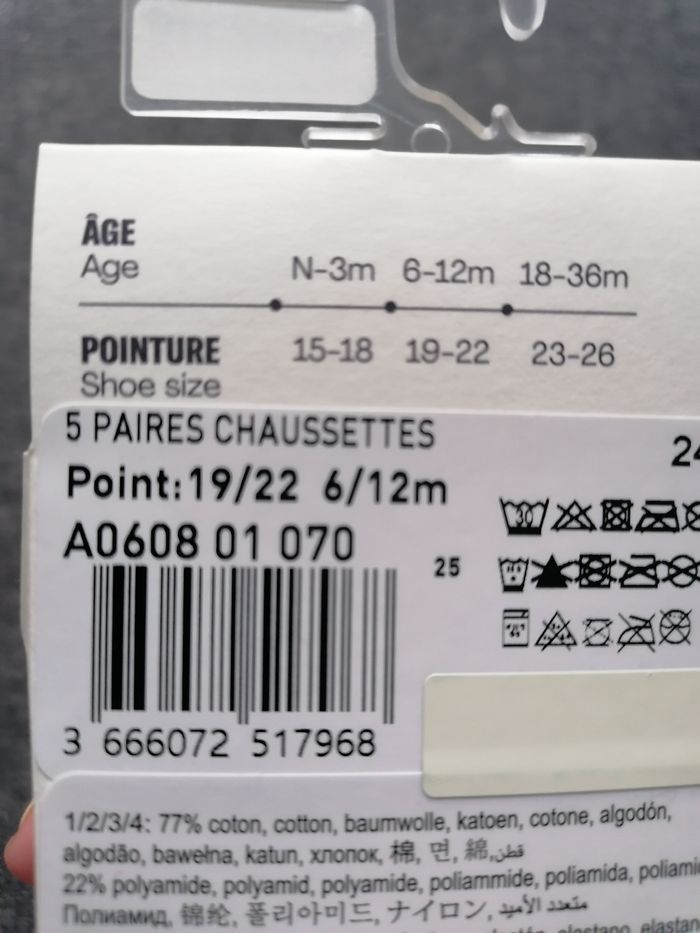 ÂGE
Age N-3m 6-12m 18-36m
POINTURE 15-18 19-22 23-26
Shoe size
5 PAIRES CHAUSSETTES
Point:19/22 6/12m
A0608 01 070
25
30
3 666072 517968
1/2/3/4: 77% coton, cotton, baumwolle, katoen, cotone, algodón,
algodão, bawełna, katun, хлопок, 棉, 면, 綿, قطن
22% polyamide, polyamid, polyamide, poliammide, poliamida,
Полиамид, 锦纶, 폴리아미드, ナイロン, متعدد الأميد
elastano,